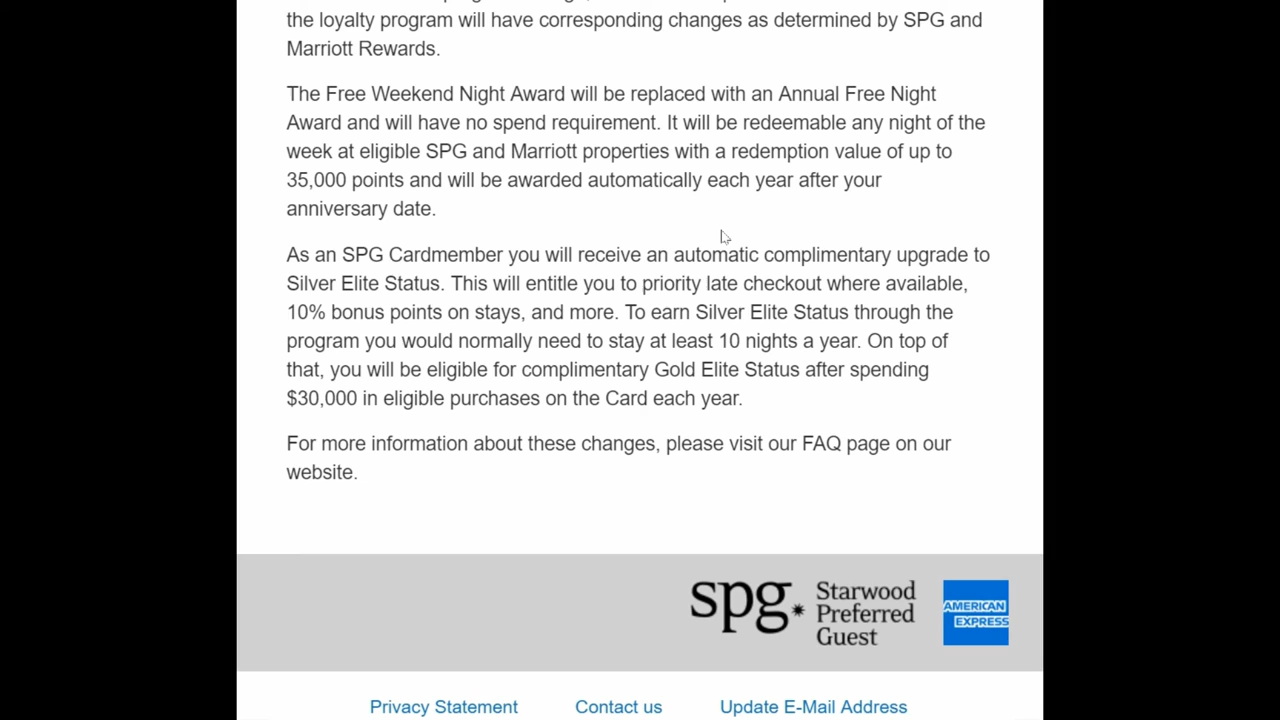 the loyalty program will have corresponding changes as determined by SPG and
Marriott Rewards.
The Free Weekend Night Award will be replaced with an Annual Free Night
Award and will have no spend requirement. It will be redeemable any night of the
week at eligible SPG and Marriott properties with a redemption value of up to
35,000 points and will be awarded automatically each year after your
anniversary date.
As an SPG Cardmember you will receive an automatic complimentary upgrade to
Silver Elite Status. This will entitle you to priority late checkout where available,
10% bonus points on stays, and more. To earn Silver Elite Status through the
program you would normally need to stay at least 10 nights a year. On top of
that, you will be eligible for complimentary Gold Elite Status after spending
$30,000 in eligible purchases on the Card each year.
For more information about these changes, please visit our FAQ page on our
website.
spg.
Starwood
Preferred
Guest
AMERICAN
EXPRESS
Privacy Statement Contact us Update E-Mail Address